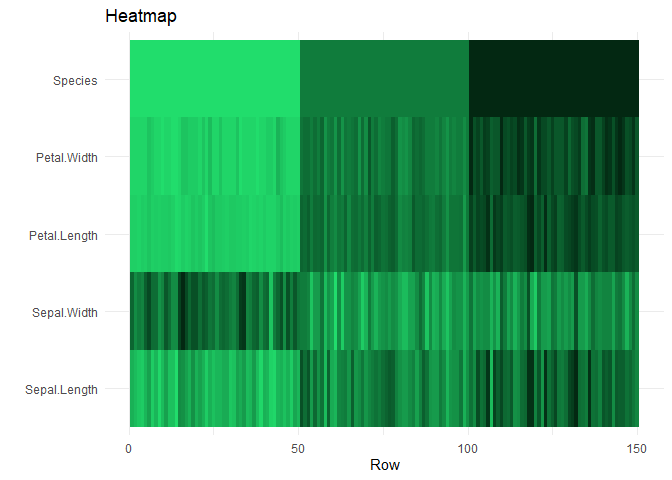 Heatmap
Species
Petal.Width
Petal.Length
Sepal.Width
Sepal.Length
0 50 100 150
Row